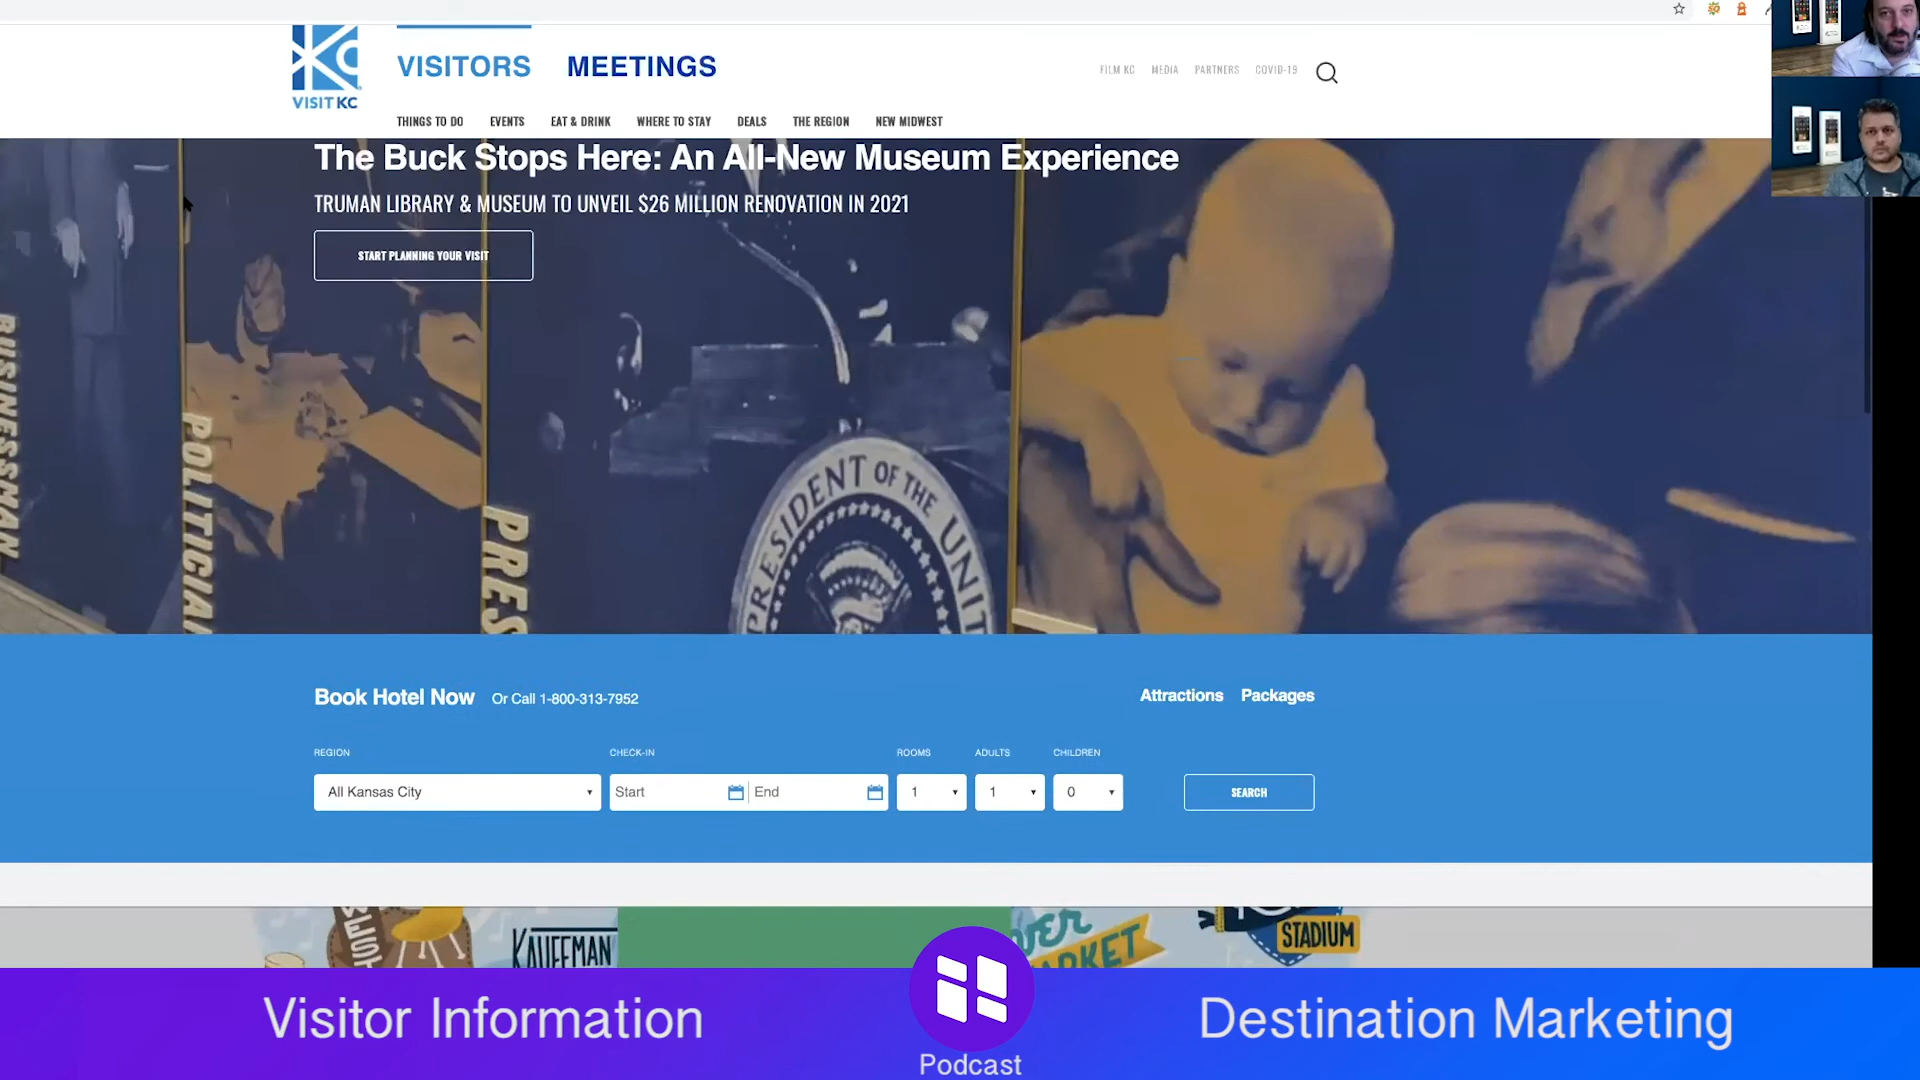 VISIT KC
VISITORS MEETINGS
FILM KC MEDIA PARTNERS COVID-19
THINGS TO DO EVENTS EAT & DRINK WHERE TO STAY DEALS THE REGION NEW MIDWEST
The Buck Stops Here: An All-New Museum Experience
TRUMAN LIBRARY & MUSEUM TO UNVEIL $26 MILLION RENOVATION IN 2021
START PLANNING YOUR VISIT
BUSINESSMAN
POLITICIAN
PRES
PRESIDENT OF THE UNIT
Book Hotel Now Or Call 1-800-313-7952
Attractions Packages
REGION CHECK-IN ROOMS ADULTS CHILDREN
All Kansas City Start End 1 1 0 SEARCH
WEST
KAUFFMAN
STADIUM
Visitor Information
Podcast
Destination Marketing